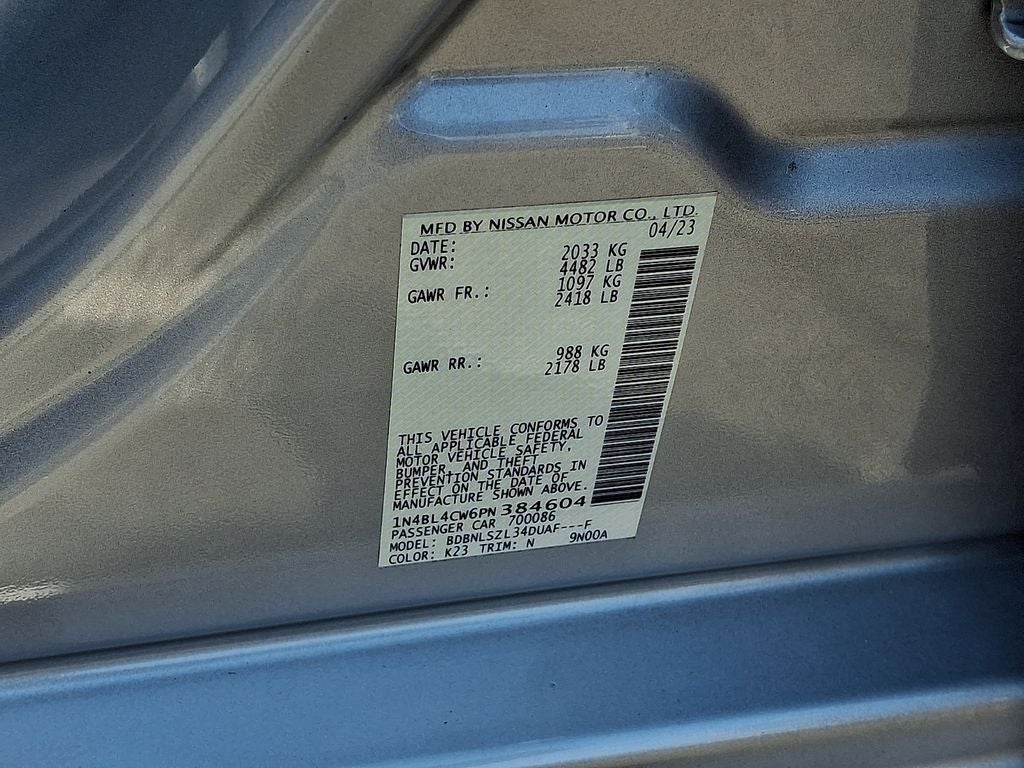 MFD BY NISSAN MOTOR CO., LTD.
DATE: 04/23
GVWR: 2033 KG
4482 LB
GAWR FR.: 1097 KG
2418 LB
GAWR RR.: 988 KG
2178 LB
THIS VEHICLE CONFORMS TO
ALL APPLICABLE FEDERAL
MOTOR VEHICLE SAFETY,
BUMPER, AND THEFT
PREVENTION STANDARDS IN
EFFECT ON THE DATE OF
MANUFACTURE SHOWN ABOVE.
1N4BL4CW6PN384604
PASSENGER CAR 700086
MODEL: BDBNLSZL34DUAF---F
COLOR: K23 TRIM: N 9N00A